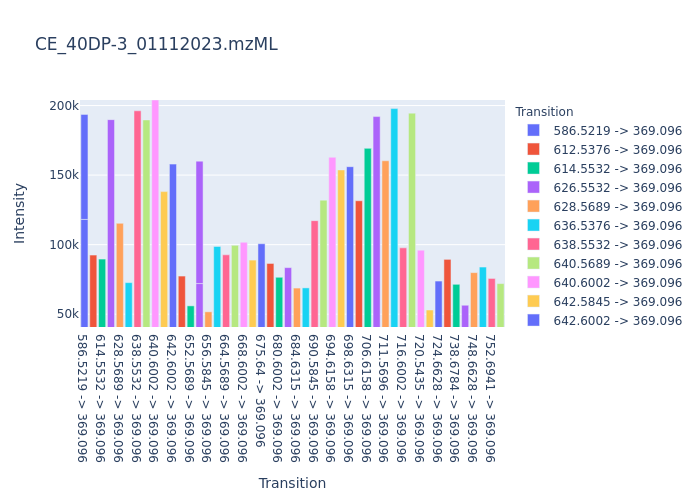 CE_40DP-3_01112023.mzML
Intensity
200k
150k
100k
50k
586.5219 -> 369.096
614.5532 -> 369.096
628.5689 -> 369.096
638.5532 -> 369.096
640.6002 -> 369.096
642.6002 -> 369.096
652.5689 -> 369.096
656.5845 -> 369.096
664.5689 -> 369.096
668.6002 -> 369.096
675.64 -> 369.096
680.6002 -> 369.096
684.6315 -> 369.096
690.5845 -> 369.096
694.6158 -> 369.096
698.6315 -> 369.096
706.6158 -> 369.096
711.5696 -> 369.096
716.6002 -> 369.096
720.5435 -> 369.096
724.6628 -> 369.096
738.6784 -> 369.096
748.6628 -> 369.096
752.6941 -> 369.096
Transition
Transition
586.5219 -> 369.096
612.5376 -> 369.096
614.5532 -> 369.096
626.5532 -> 369.096
628.5689 -> 369.096
636.5376 -> 369.096
638.5532 -> 369.096
640.5689 -> 369.096
640.6002 -> 369.096
642.5845 -> 369.096
642.6002 -> 369.096